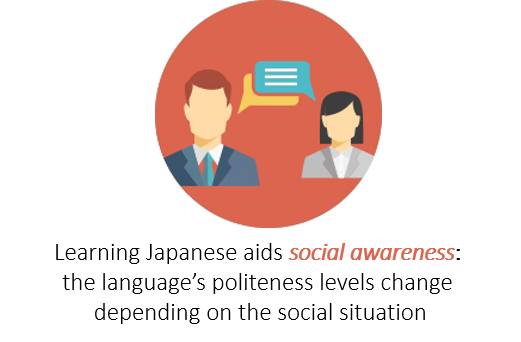 Learning Japanese aids social awareness:
the language’s politeness levels change
depending on the social situation